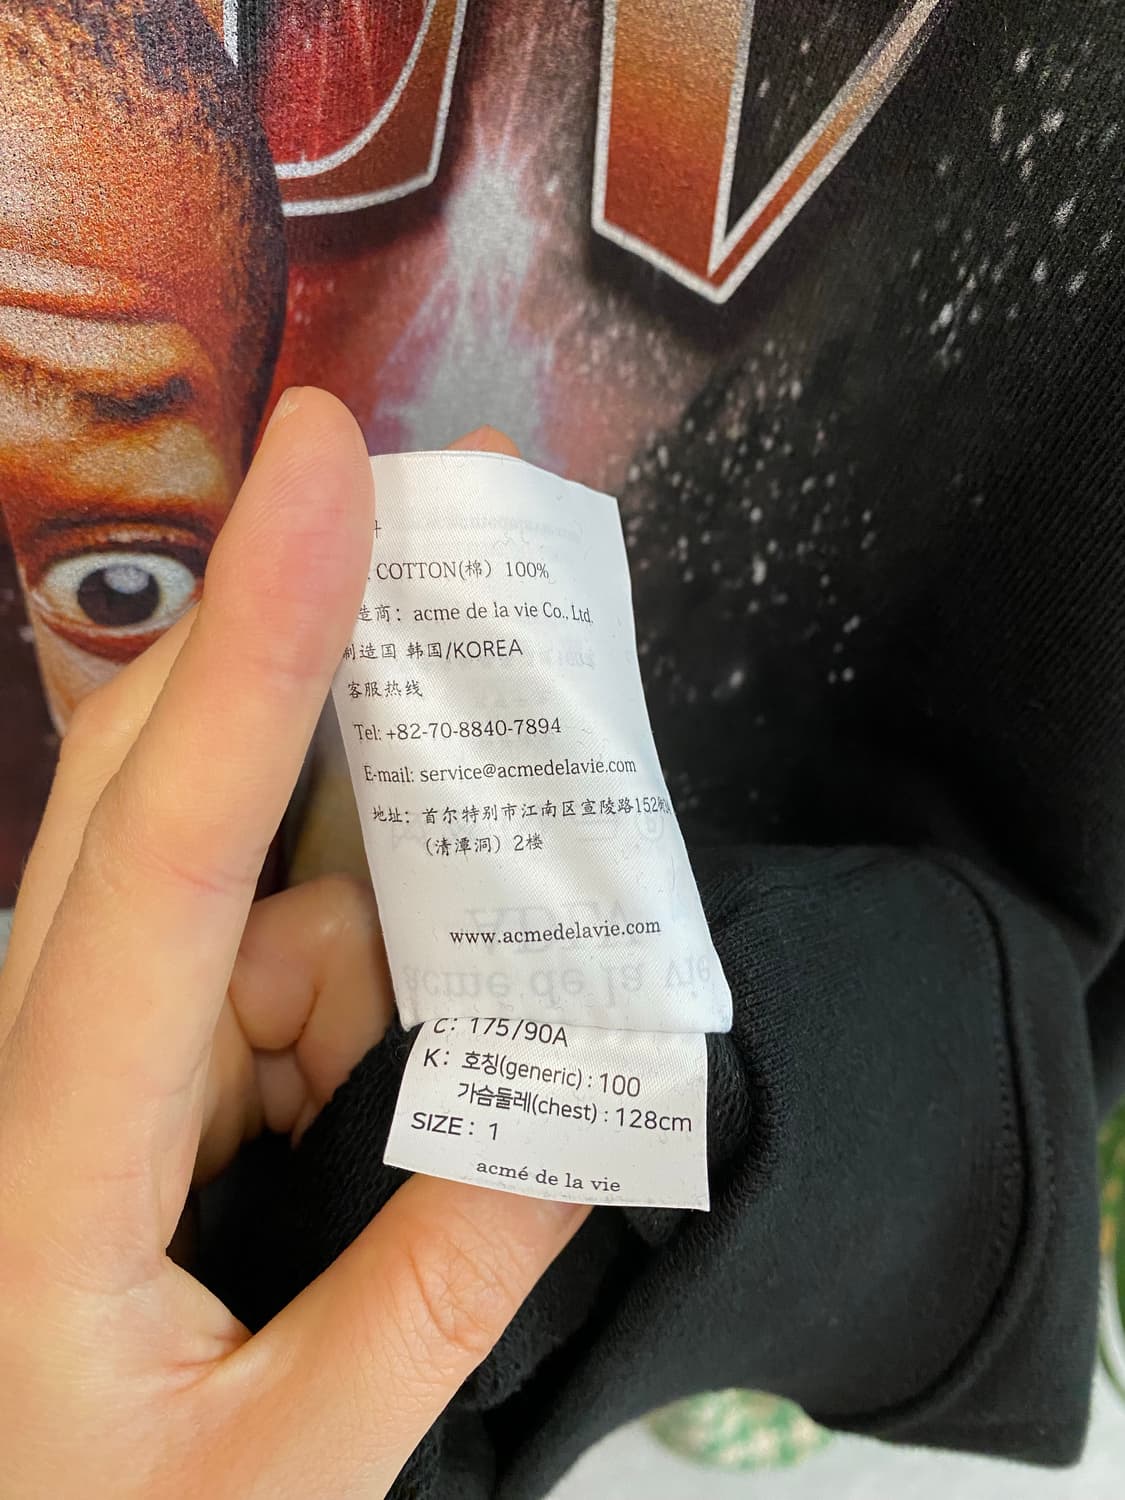 COTTON(棉) 100%
造商: acme de la vie Co., Ltd.
制造国 韩国/KOREA
客服热线
Tel: +82-70-8840-7894
E-mail: service@acmedelavie.com
地址: 首尔特别市江南区宣陵路152街
(清潭洞) 2楼
www.acmedelavie.com
C: 175/90A
K: 호칭(generic) : 100
가슴둘레(chest) : 128cm
SIZE: 1
acmé de la vie